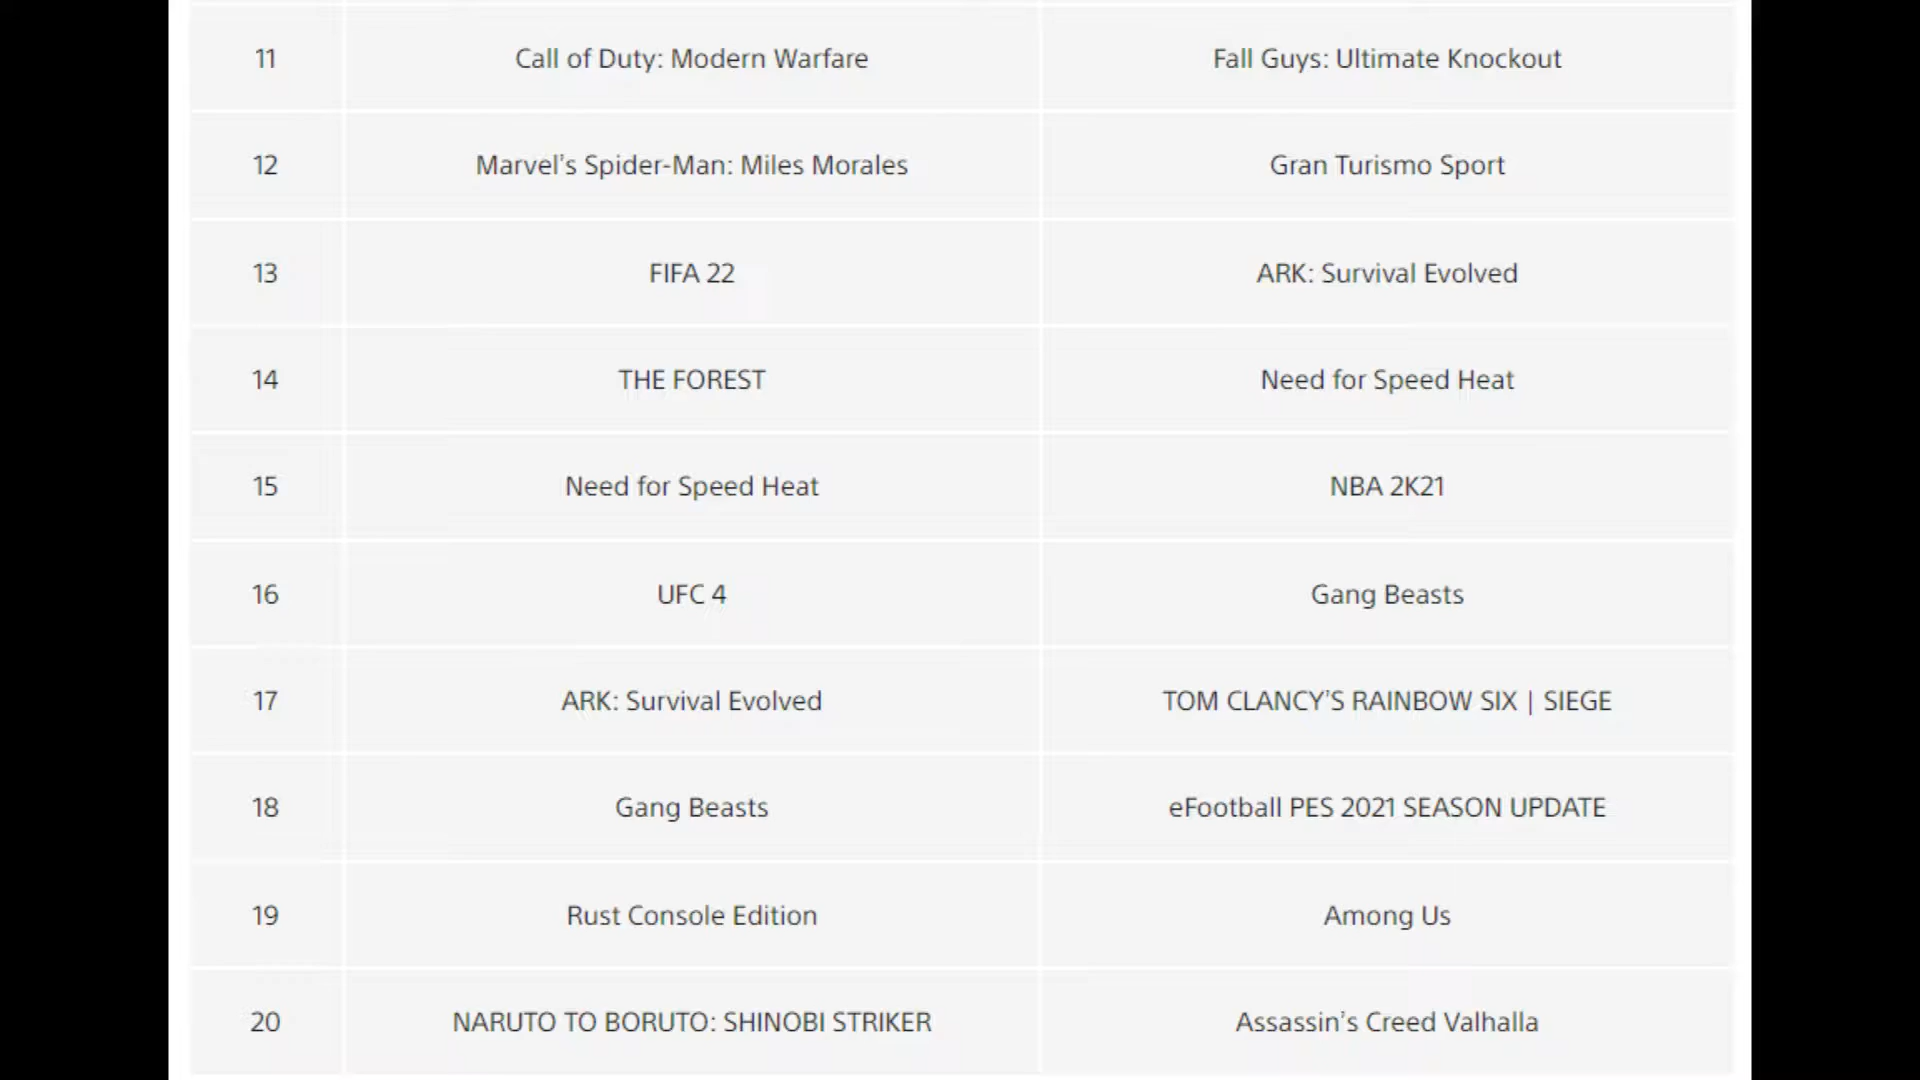 11 Call of Duty: Modern Warfare Fall Guys: Ultimate Knockout
12 Marvel's Spider-Man: Miles Morales Gran Turismo Sport
13 FIFA 22 ARK: Survival Evolved
14 THE FOREST Need for Speed Heat
15 Need for Speed Heat NBA 2K21
16 UFC 4 Gang Beasts
17 ARK: Survival Evolved TOM CLANCY'S RAINBOW SIX | SIEGE
18 Gang Beasts eFootball PES 2021 SEASON UPDATE
19 Rust Console Edition Among Us
20 NARUTO TO BORUTO: SHINOBI STRIKER Assassin's Creed Valhalla